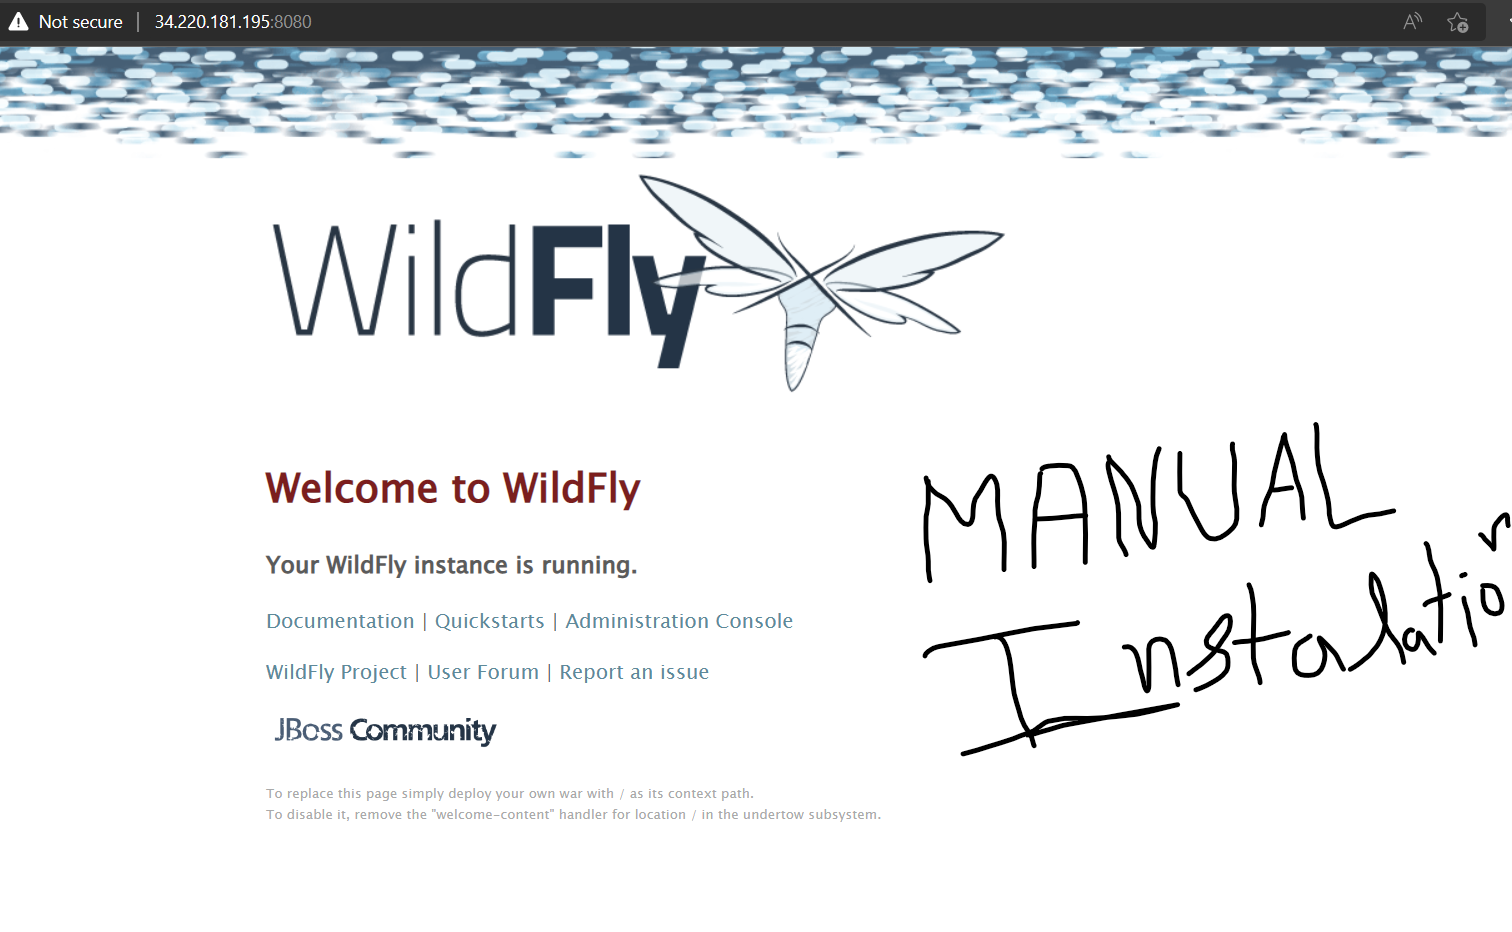 Not secure | 34.220.181.195:8080
WildFly
Welcome to WildFly
Your WildFly instance is running.
Documentation | Quickstarts | Administration Console
WildFly Project | User Forum | Report an issue
JBoss Community
To replace this page simply deploy your own war with / as its context path.
To disable it, remove the "welcome-content" handler for location / in the undertow subsystem.
MANUAL
Instalation